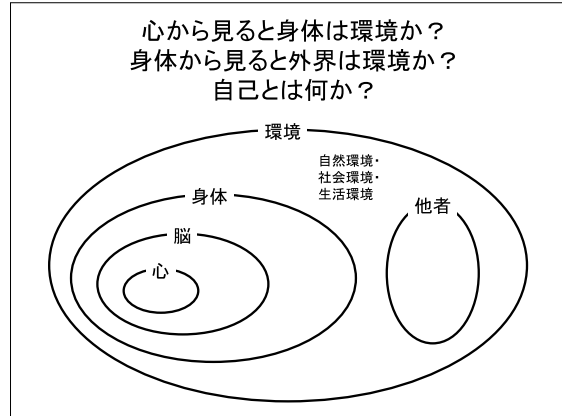 心から見ると身体は環境か？
身体から見ると外界は環境か？
自己とは何か？
環境
自然環境・
社会環境・
生活環境
身体
他者
脳
心